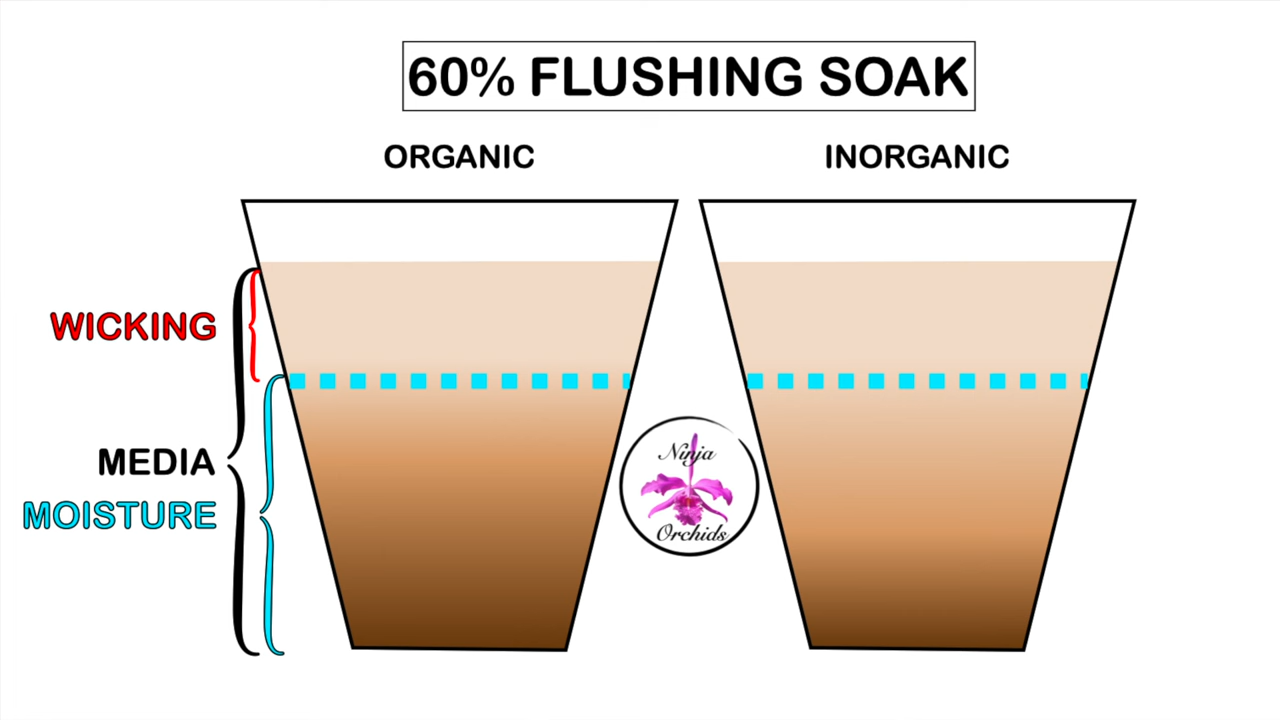 60% FLUSHING SOAK
ORGANIC
INORGANIC
WICKING
MEDIA
MOISTURE
Ninja
Orchids